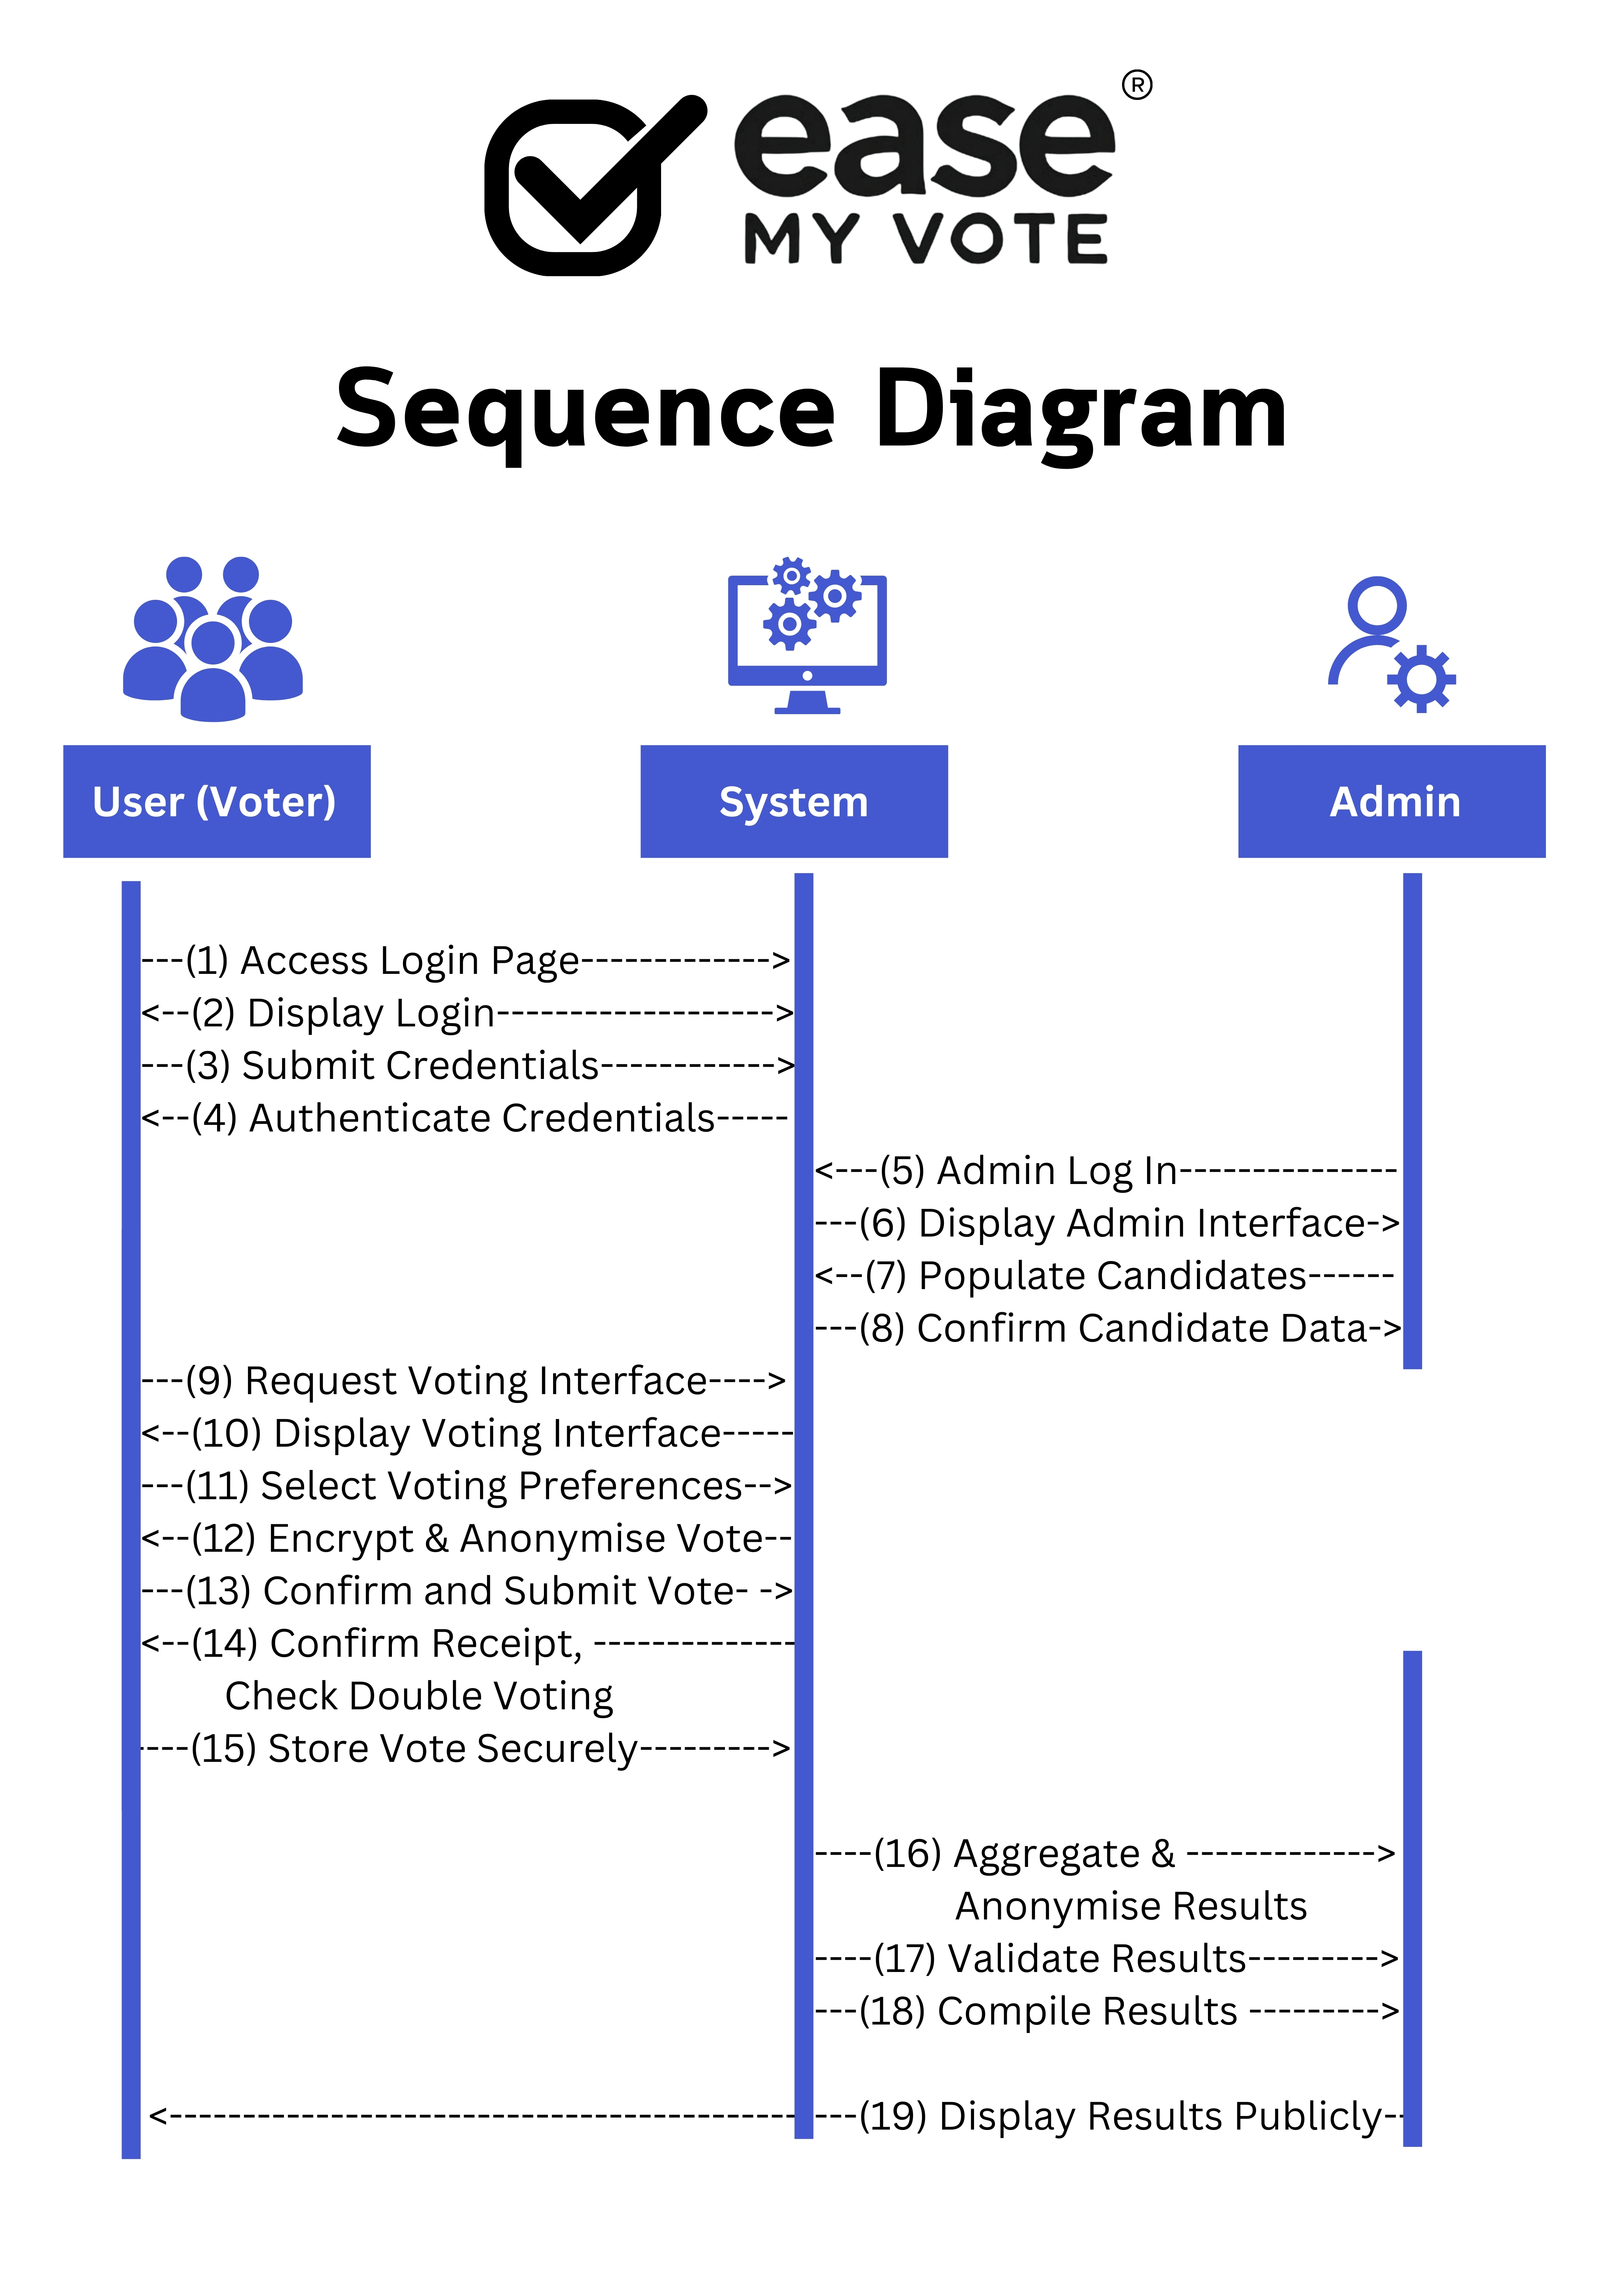 ease ®
MY VOTE
Sequence Diagram
User (Voter) System Admin
---(1) Access Login Page------------->
<--(2) Display Login------------------->
---(3) Submit Credentials------------>
<--(4) Authenticate Credentials-----
<---(5) Admin Log In---------------
---(6) Display Admin Interface->
<--(7) Populate Candidates------
---(8) Confirm Candidate Data->
---(9) Request Voting Interface---->
<--(10) Display Voting Interface-----
---(11) Select Voting Preferences-->
<--(12) Encrypt & Anonymise Vote--
---(13) Confirm and Submit Vote- ->
<--(14) Confirm Receipt, --------------
Check Double Voting
----(15) Store Vote Securely--------->
----(16) Aggregate & ------------->
Anonymise Results
----(17) Validate Results--------->
---(18) Compile Results --------->
<----------------------------------------------(19) Display Results Publicly--